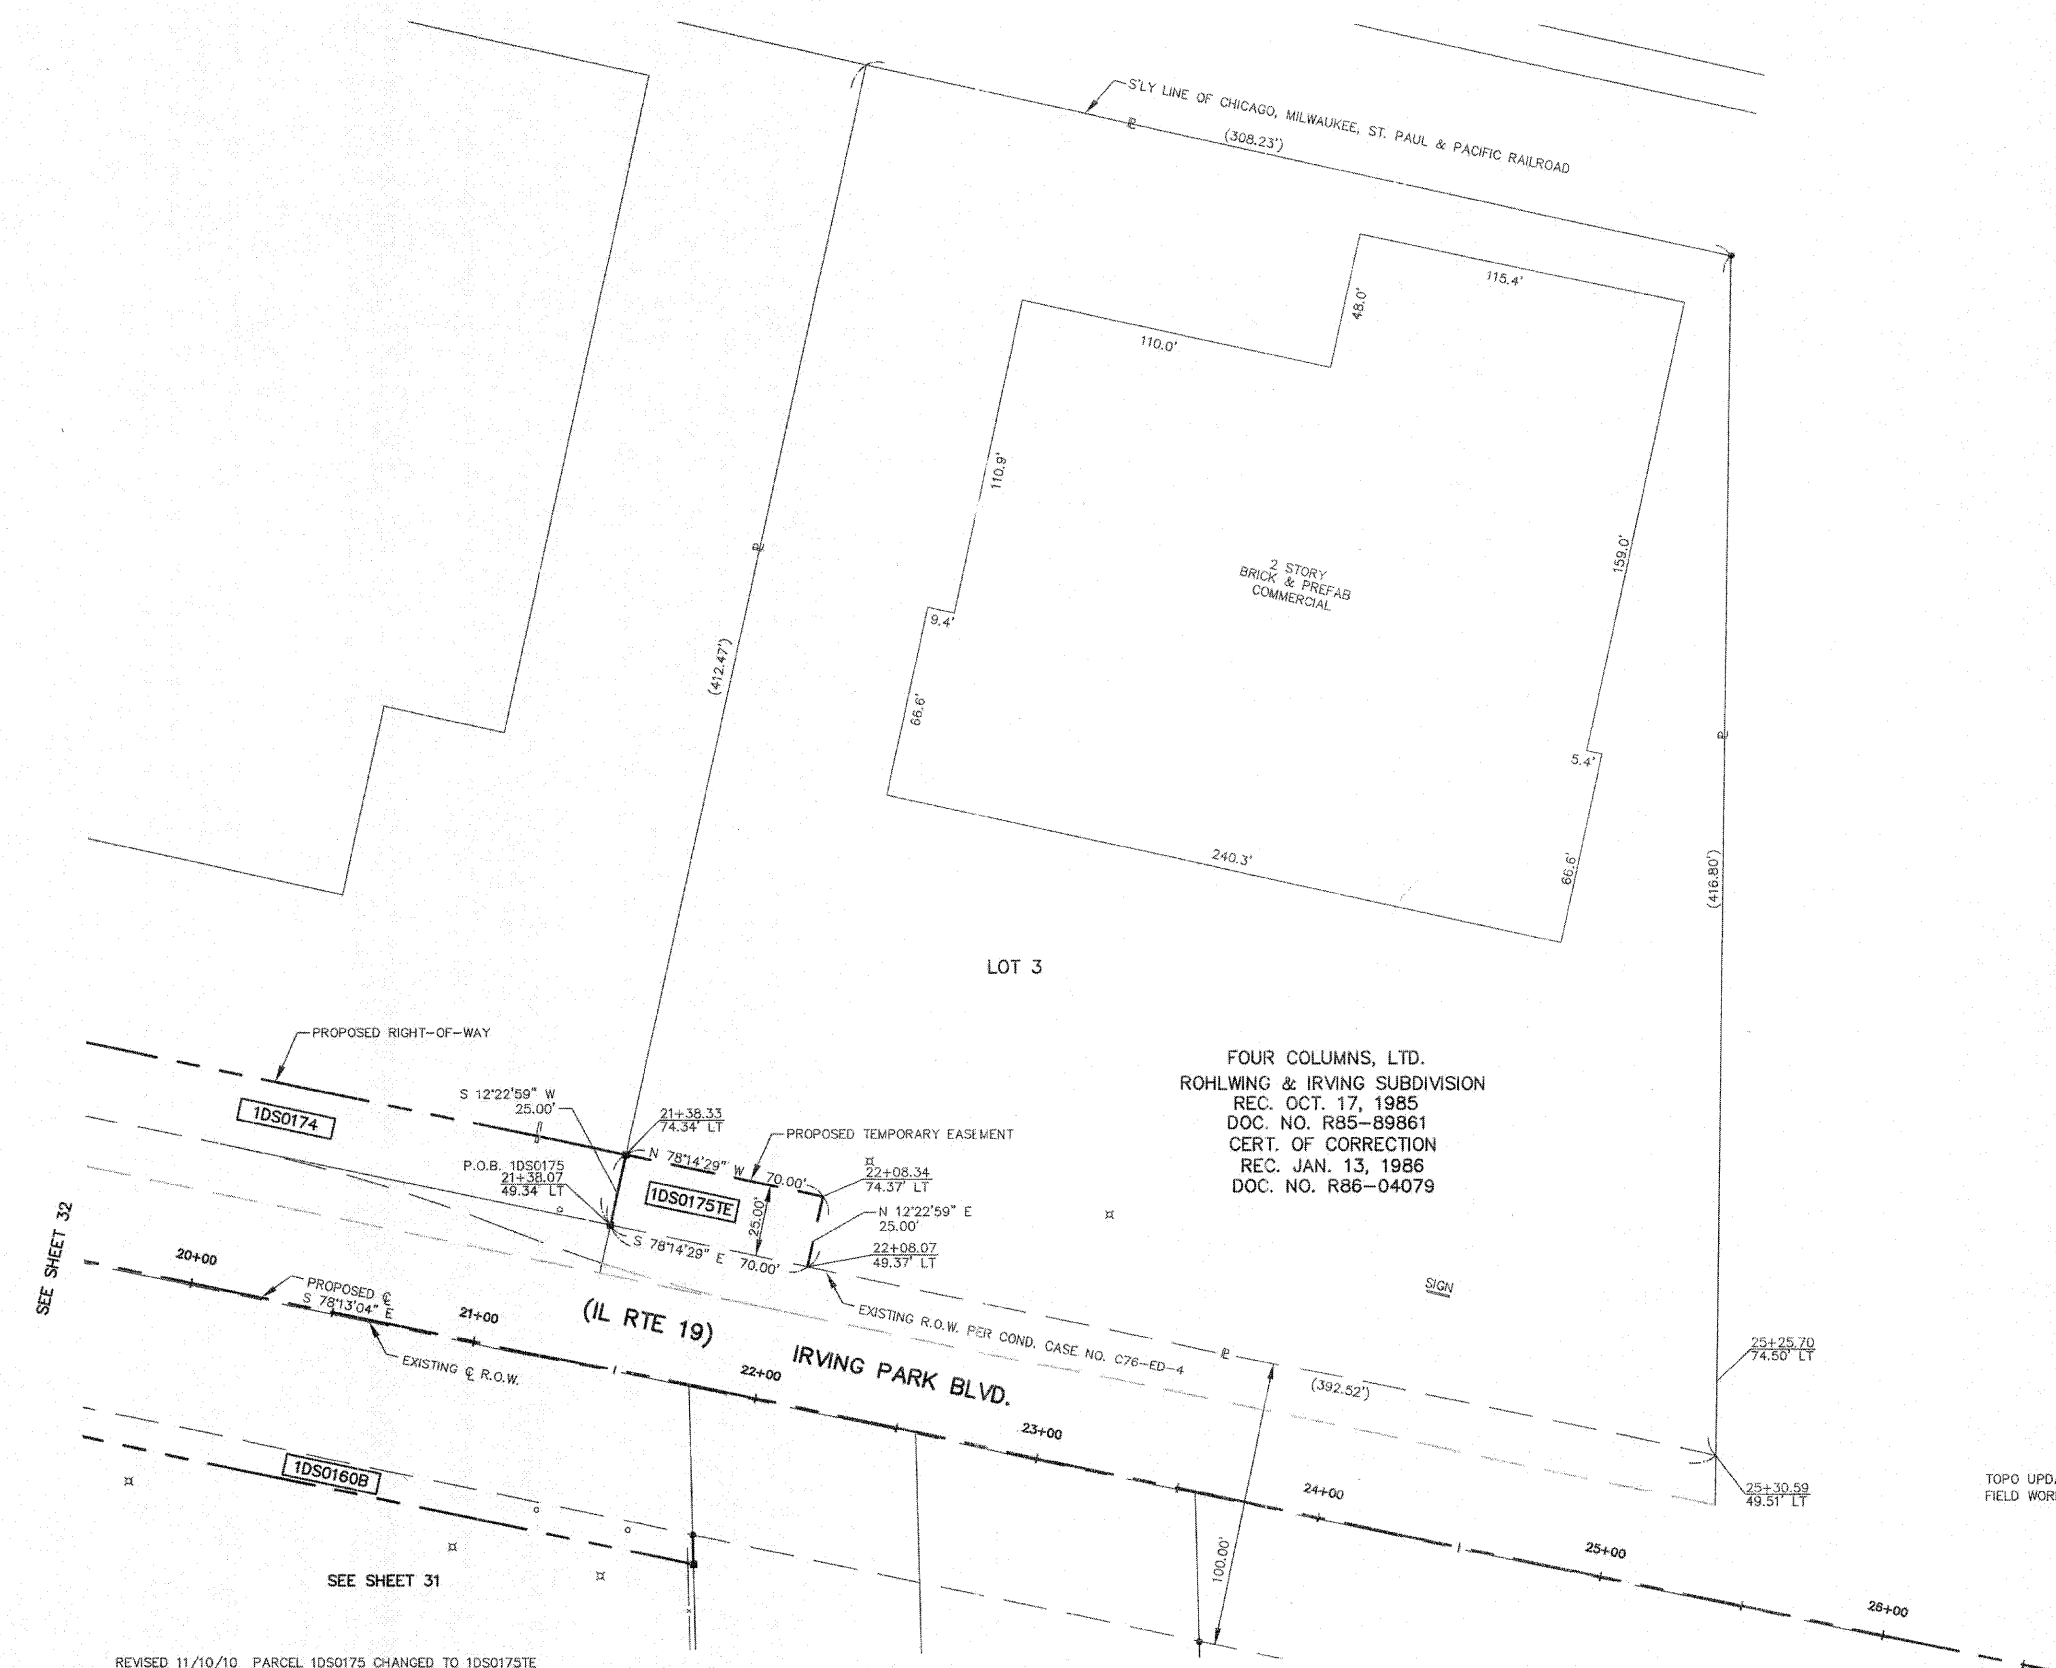 S'LY LINE OF CHICAGO, MILWAUKEE, ST. PAUL & PACIFIC RAILROAD
(308.23')
115.4'
48.0'
110.0'
110.9'
159.0'
2 STORY
BRICK & PREFAB
COMMERCIAL
9.4'
(412.47')
66.6'
5.4'
240.3'
66.6'
(416.80')
LOT 3
PROPOSED RIGHT-OF-WAY
FOUR COLUMNS, LTD.
ROHLWING & IRVING SUBDIVISION
REC. OCT. 17, 1985
DOC. NO. R85-89861
CERT. OF CORRECTION
REC. JAN. 13, 1986
DOC. NO. R86-04079
S 12°22'59" W
25.00'
1DS0174
21+38.33
74.34' LT
PROPOSED TEMPORARY EASEMENT
N 78°14'29" W
70.00'
P.O.B. 1DS0175
21+38.07
49.34' LT
22+08.34
74.37' LT
1DS0175TE
25.00'
N 12°22'59" E
25.00'
S 78°14'29" E
70.00'
22+08.07
49.37' LT
SEE SHEET 32
20+00
PROPOSED ℄
S 78°13'04" E
21+00
(IL RTE 19)
IRVING PARK BLVD.
EXISTING R.O.W. PER COND. CASE NO. C76-ED-4
SIGN
EXISTING ℄ R.O.W.
22+00
(392.52')
25+25.70
74.50' LT
23+00
1DS0160B
24+00
25+30.59
49.51' LT
TOPO UPD
FIELD WOR
100.00'
25+00
SEE SHEET 31
26+00
REVISED 11/10/10 PARCEL 1DS0175 CHANGED TO 1DS0175TE